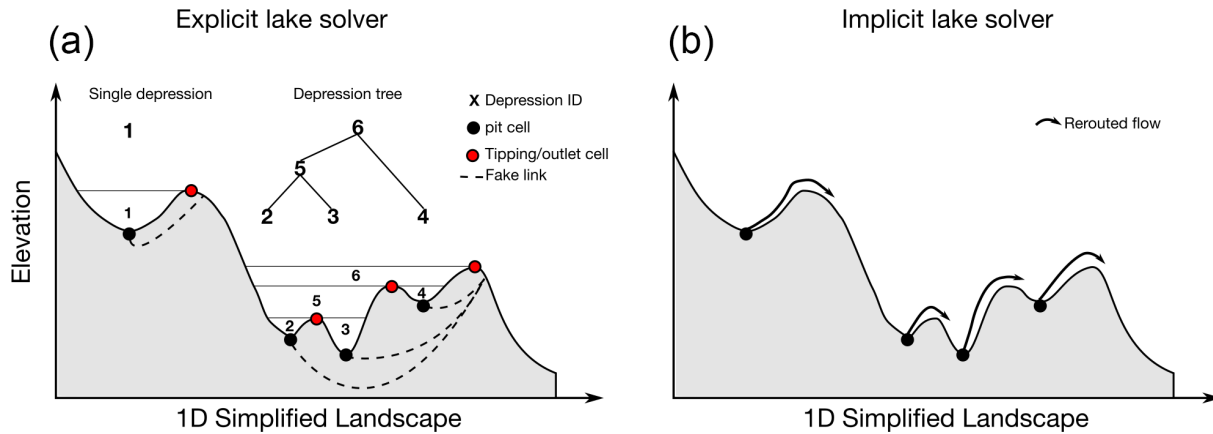 Explicit lake solver
(a)
Single depression
Depression tree
1
6
5
2 3 4
X Depression ID
pit cell
Tipping/outlet cell
Fake link
1
6
5
4
2
3
Elevation
1D Simplified Landscape
Implicit lake solver
(b)
Rerouted flow
1D Simplified Landscape